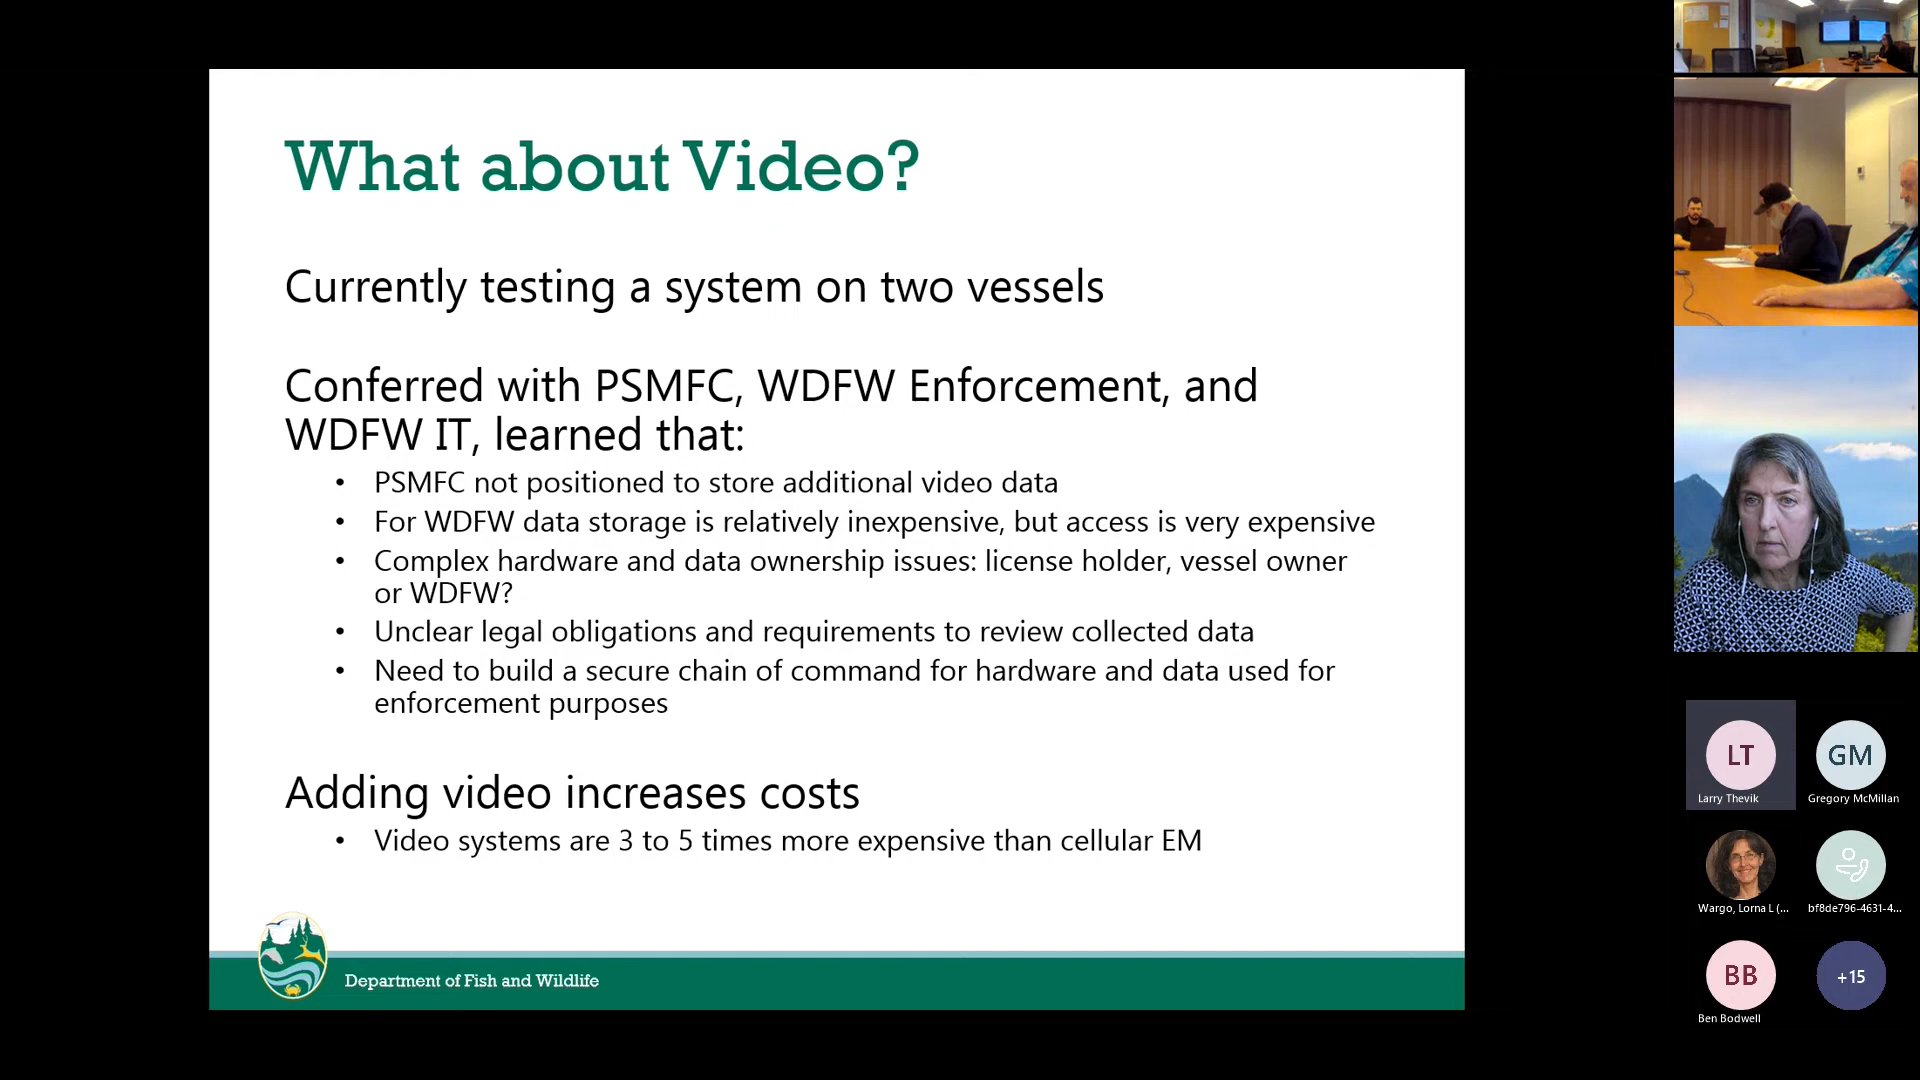 What about Video?
Currently testing a system on two vessels
Conferred with PSMFC, WDFW Enforcement, and
WDFW IT, learned that:
• PSMFC not positioned to store additional video data
• For WDFW data storage is relatively inexpensive, but access is very expensive
• Complex hardware and data ownership issues: license holder, vessel owner
or WDFW?
• Unclear legal obligations and requirements to review collected data
• Need to build a secure chain of command for hardware and data used for
enforcement purposes
Adding video increases costs
• Video systems are 3 to 5 times more expensive than cellular EM
Department of Fish and Wildlife
LT
Larry Thevik
GM
Gregory McMillan
Wargo, Lorna L (...
bf8de796-4631-4...
BB
Ben Bodwell
+15